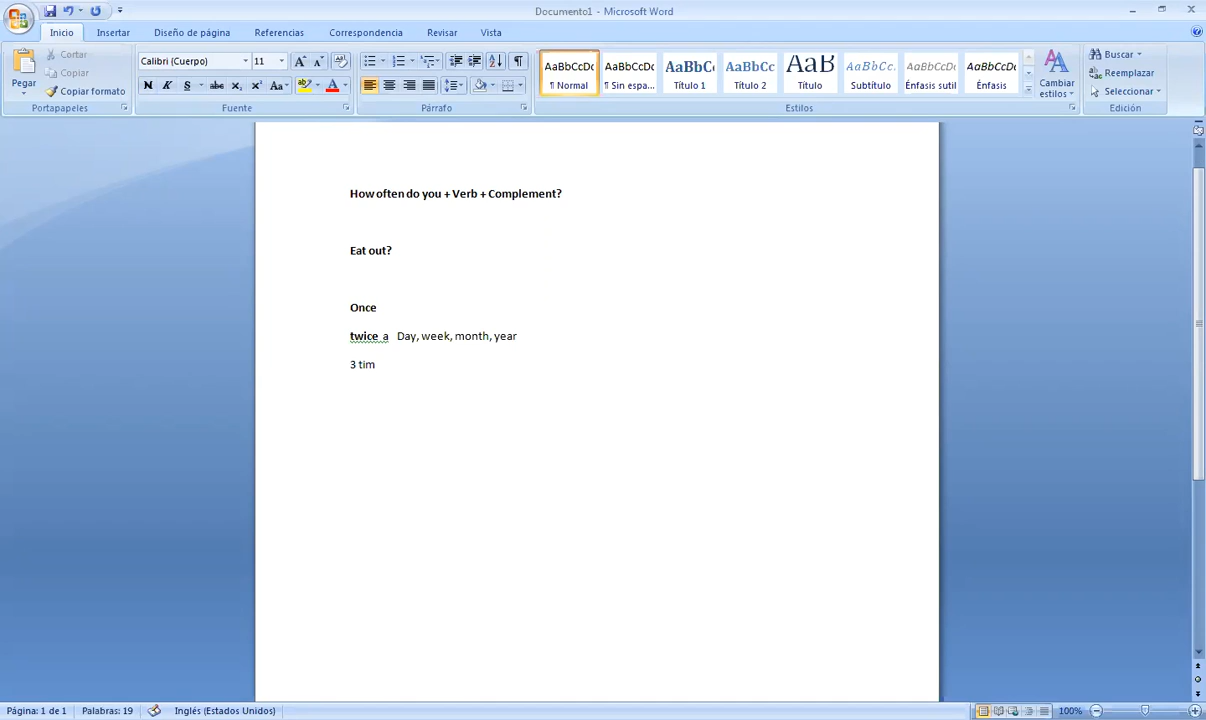 Documento1 - Microsoft Word
Inicio Insertar Diseño de página Referencias Correspondencia Revisar Vista
Pegar
Cortar
Copiar
Copiar formato
Portapapeles
Calibri (Cuerpo) 11
N K S abc x₂ x² Aa A
Fuente
Párrafo
AaBbCcDc AaBbCcDc AaBbC AaBbCc AaB AaBbCc. AaBbCcDc AaBbCcDc
¶ Normal ¶ Sin espa... Título 1 Título 2 Título Subtítulo Énfasis sutil Énfasis
Cambiar estilos
Estilos
Buscar
Reemplazar
Seleccionar
Edición
How often do you + Verb + Complement?
Eat out?
Once
twice a Day, week, month, year
3 tim
Página: 1 de 1 Palabras: 19 Inglés (Estados Unidos) 100%